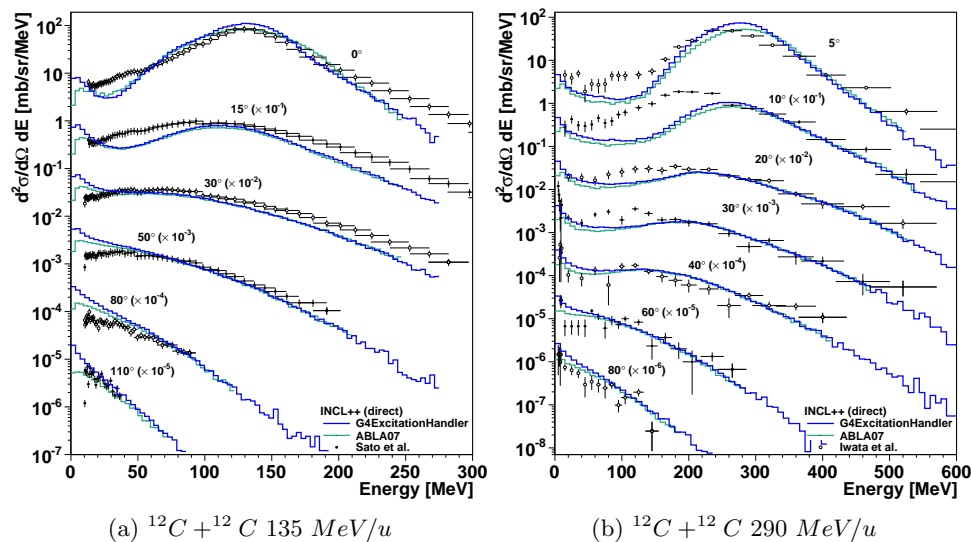 d²σ/dΩ dE [mb/sr/MeV]
10²
10
1
10⁻¹
10⁻²
10⁻³
10⁻⁴
10⁻⁵
10⁻⁶
10⁻⁷
0°
15° (× 10⁻¹)
30° (× 10⁻²)
50° (× 10⁻³)
80° (× 10⁻⁴)
110° (× 10⁻⁵)
INCL++ (direct)
G4ExcitationHandler
ABLA07
Sato et al.
0 50 100 150 200 250 300
Energy [MeV]
(a) ¹²C +¹² C 135 MeV/u
d²σ/dΩ dE [mb/sr/MeV]
10²
10
1
10⁻¹
10⁻²
10⁻³
10⁻⁴
10⁻⁵
10⁻⁶
10⁻⁷
10⁻⁸
5°
10° (× 10⁻¹)
20° (× 10⁻²)
30° (× 10⁻³)
40° (× 10⁻⁴)
60° (× 10⁻⁵)
80° (× 10⁻⁶)
INCL++ (direct)
G4ExcitationHandler
ABLA07
Iwata et al.
0 100 200 300 400 500 600
Energy [MeV]
(b) ¹²C +¹² C 290 MeV/u